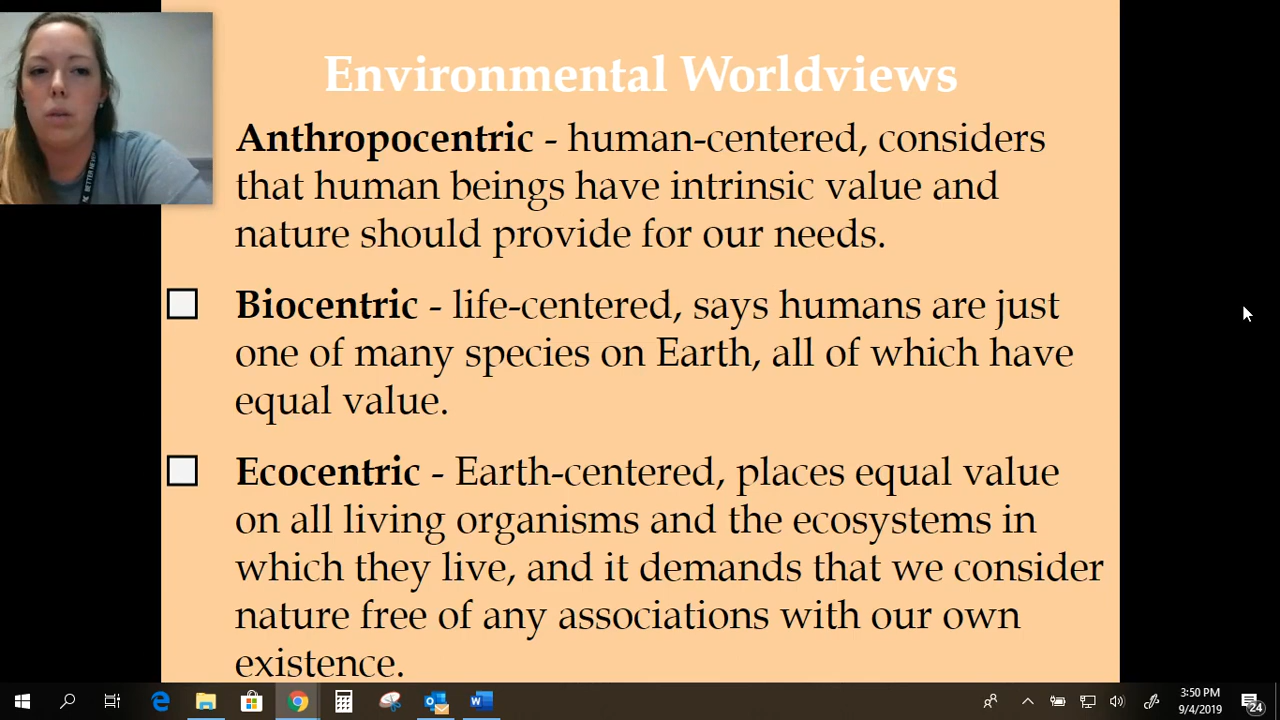 Environmental Worldviews
Anthropocentric - human-centered, considers
that human beings have intrinsic value and
nature should provide for our needs.
Biocentric - life-centered, says humans are just
one of many species on Earth, all of which have
equal value.
Ecocentric - Earth-centered, places equal value
on all living organisms and the ecosystems in
which they live, and it demands that we consider
nature free of any associations with our own
existence.
3:50 PM
9/4/2019
24